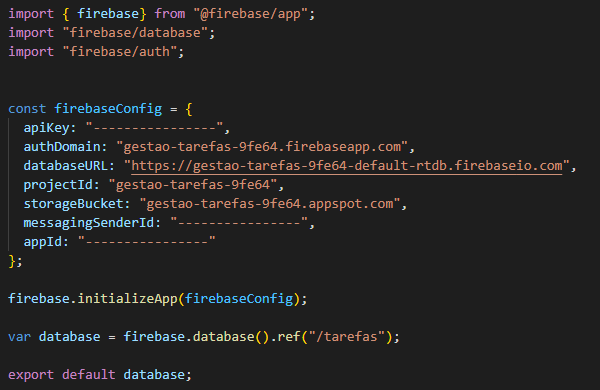 import { firebase} from "@firebase/app";
import "firebase/database";
import "firebase/auth";
const firebaseConfig = {
apiKey: "----------------",
authDomain: "gestao-tarefas-9fe64.firebaseapp.com",
databaseURL: "https://gestao-tarefas-9fe64-default-rtdb.firebaseio.com",
projectId: "gestao-tarefas-9fe64",
storageBucket: "gestao-tarefas-9fe64.appspot.com",
messagingSenderId: "----------------",
appId: "----------------"
};
firebase.initializeApp(firebaseConfig);
var database = firebase.database().ref("/tarefas");
export default database;